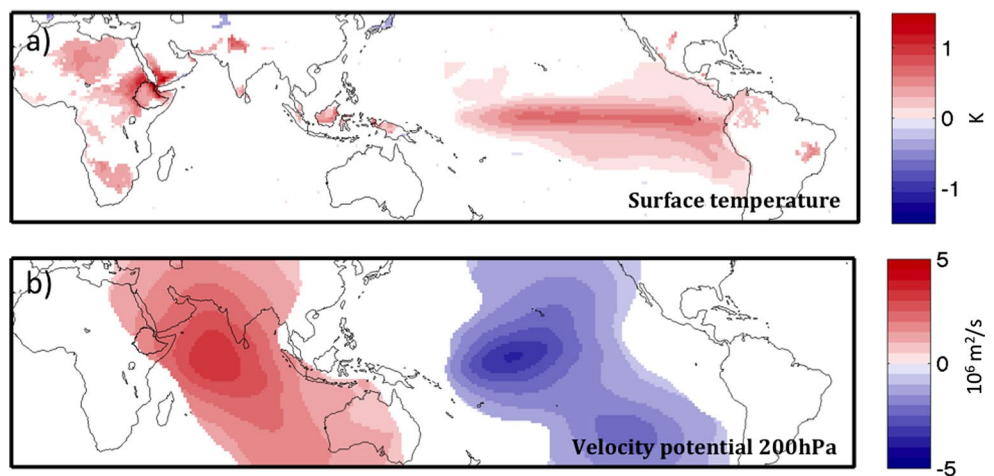 a)
Surface temperature
1
0
-1
K
b)
Velocity potential 200hPa
5
0
-5
10⁶ m²/s